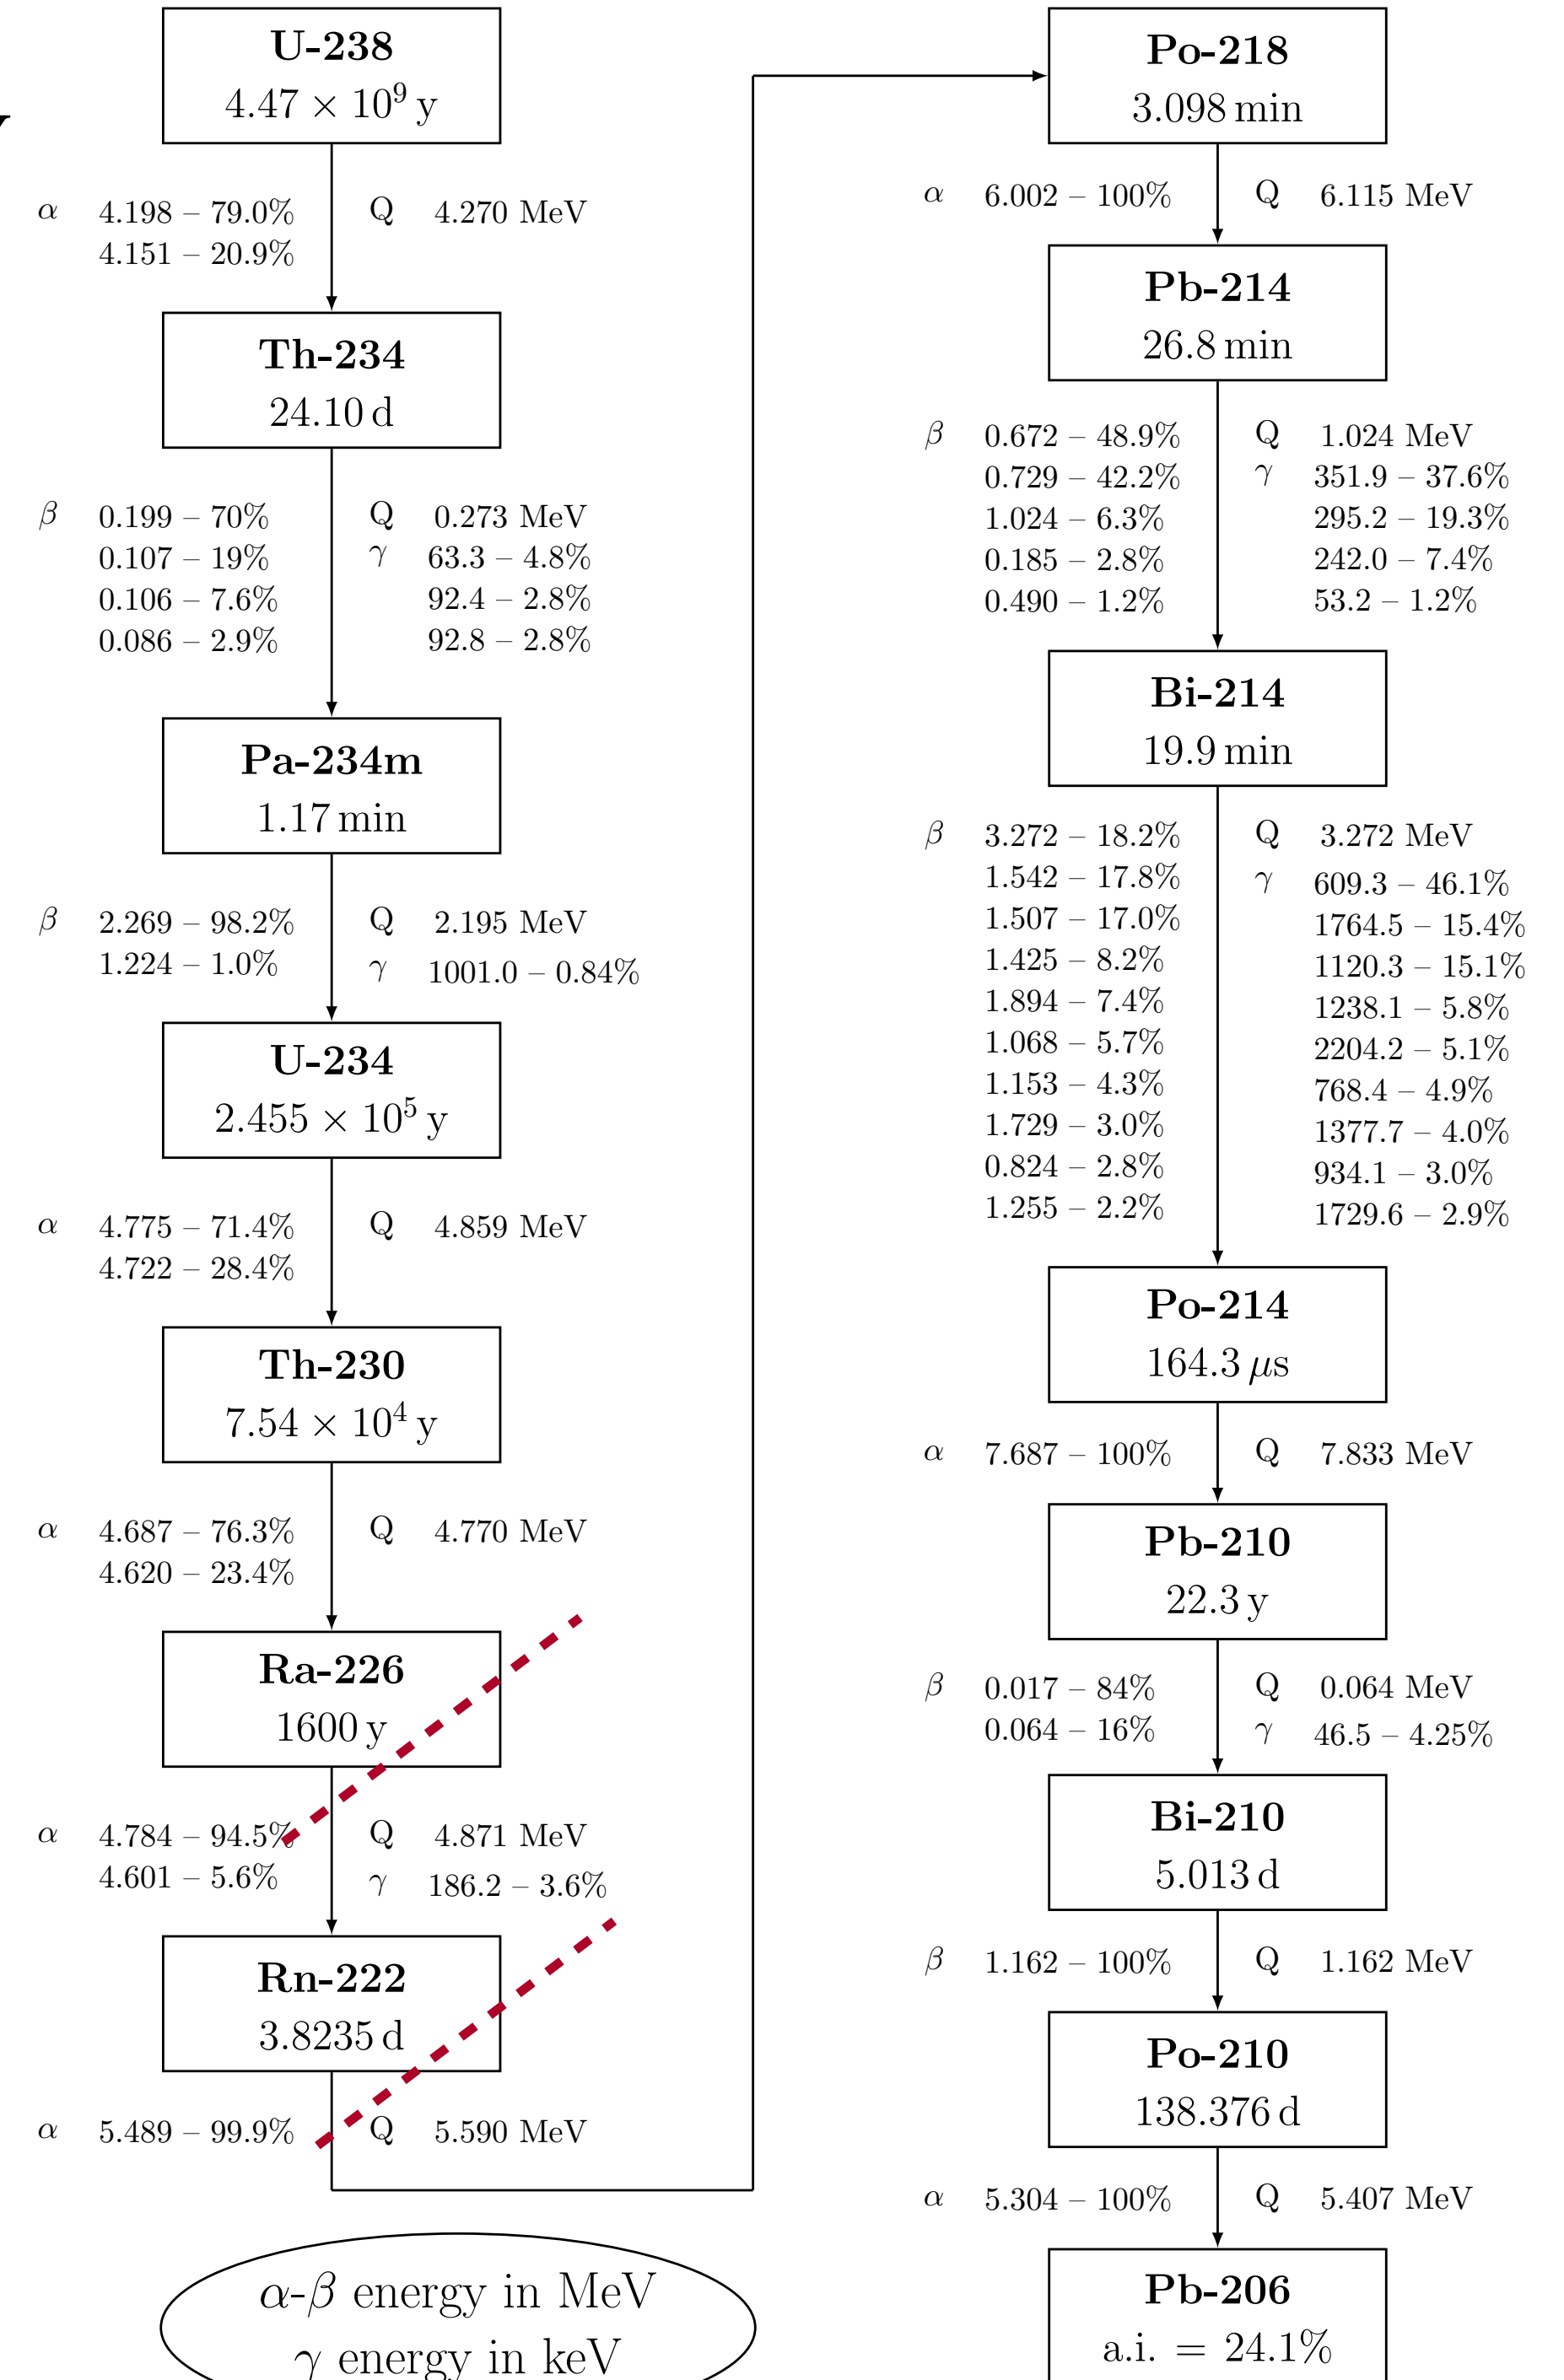 U-238
4.47 × 10⁹ y
α 4.198 – 79.0% Q 4.270 MeV
4.151 – 20.9%
Th-234
24.10 d
β 0.199 – 70% Q 0.273 MeV
0.107 – 19% γ 63.3 – 4.8%
0.106 – 7.6% 92.4 – 2.8%
0.086 – 2.9% 92.8 – 2.8%
Pa-234m
1.17 min
β 2.269 – 98.2% Q 2.195 MeV
1.224 – 1.0% γ 1001.0 – 0.84%
U-234
2.455 × 10⁵ y
α 4.775 – 71.4% Q 4.859 MeV
4.722 – 28.4%
Th-230
7.54 × 10⁴ y
α 4.687 – 76.3% Q 4.770 MeV
4.620 – 23.4%
Ra-226
1600 y
α 4.784 – 94.5% Q 4.871 MeV
4.601 – 5.6% γ 186.2 – 3.6%
Rn-222
3.8235 d
α 5.489 – 99.9% Q 5.590 MeV
α-β energy in MeV
γ energy in keV
Po-218
3.098 min
α 6.002 – 100% Q 6.115 MeV
Pb-214
26.8 min
β 0.672 – 48.9% Q 1.024 MeV
0.729 – 42.2% γ 351.9 – 37.6%
1.024 – 6.3% 295.2 – 19.3%
0.185 – 2.8% 242.0 – 7.4%
0.490 – 1.2% 53.2 – 1.2%
Bi-214
19.9 min
β 3.272 – 18.2% Q 3.272 MeV
1.542 – 17.8% γ 609.3 – 46.1%
1.507 – 17.0% 1764.5 – 15.4%
1.425 – 8.2% 1120.3 – 15.1%
1.894 – 7.4% 1238.1 – 5.8%
1.068 – 5.7% 2204.2 – 5.1%
1.153 – 4.3% 768.4 – 4.9%
1.729 – 3.0% 1377.7 – 4.0%
0.824 – 2.8% 934.1 – 3.0%
1.255 – 2.2% 1729.6 – 2.9%
Po-214
164.3 μs
α 7.687 – 100% Q 7.833 MeV
Pb-210
22.3 y
β 0.017 – 84% Q 0.064 MeV
0.064 – 16% γ 46.5 – 4.25%
Bi-210
5.013 d
β 1.162 – 100% Q 1.162 MeV
Po-210
138.376 d
α 5.304 – 100% Q 5.407 MeV
Pb-206
a.i. = 24.1%